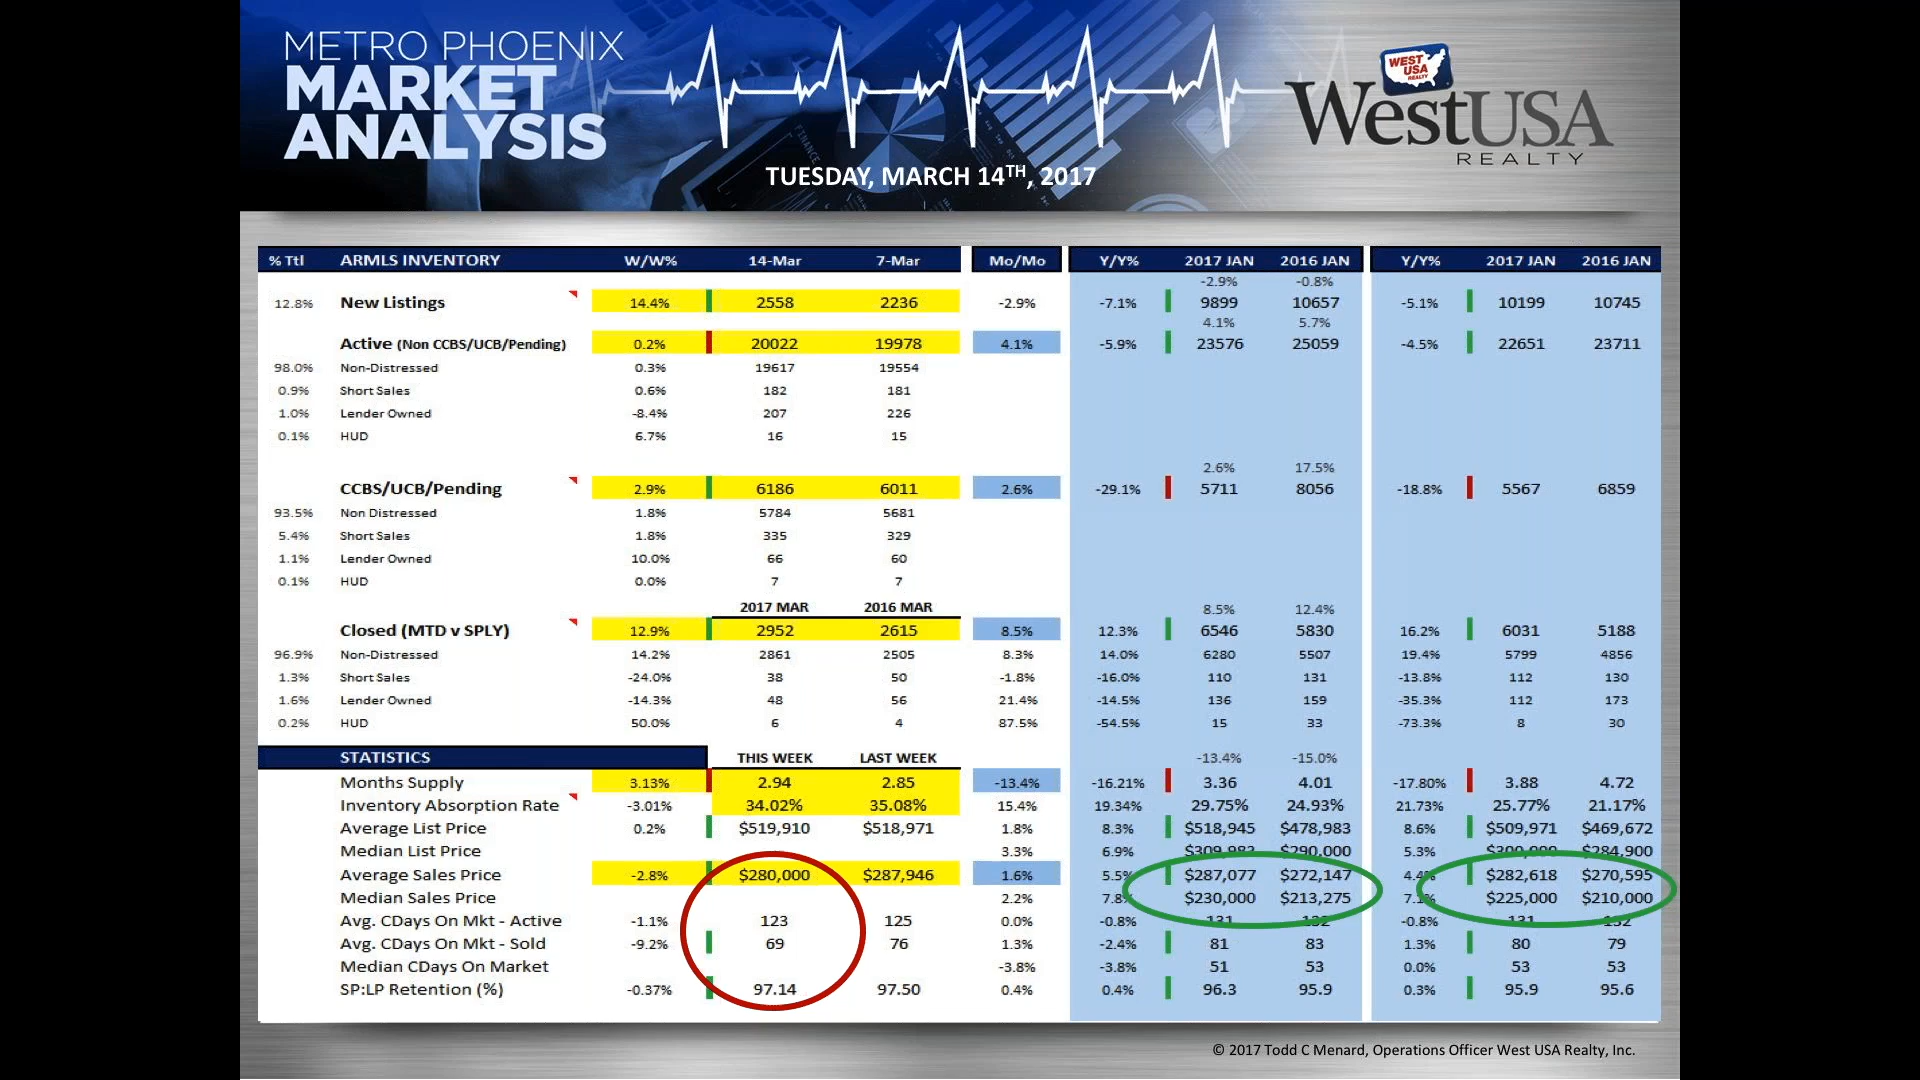 METRO PHOENIX
MARKET
ANALYSIS
TUESDAY, MARCH 14TH, 2017
WEST
USA
REALTY
WestUSA
REALTY
% Ttl ARMLS INVENTORY W/W% 14-Mar 7-Mar Mo/Mo Y/Y% 2017 JAN 2016 JAN Y/Y% 2017 JAN 2016 JAN
-2.9% -0.8%
12.8% New Listings 14.4% 2558 2236 -2.9% -7.1% 9899 10657 -5.1% 10199 10745
4.1% 5.7%
Active (Non CCBS/UCB/Pending) 0.2% 20022 19978 4.1% -5.9% 23576 25059 -4.5% 22651 23711
98.0% Non-Distressed 0.3% 19617 19554
0.9% Short Sales 0.6% 182 181
1.0% Lender Owned -8.4% 207 226
0.1% HUD 6.7% 16 15
2.6% 17.5%
CCBS/UCB/Pending 2.9% 6186 6011 2.6% -29.1% 5711 8056 -18.8% 5567 6859
93.5% Non Distressed 1.8% 5784 5681
5.4% Short Sales 1.8% 335 329
1.1% Lender Owned 10.0% 66 60
0.1% HUD 0.0% 7 7
2017 MAR 2016 MAR 8.5% 12.4%
Closed (MTD v SPLY) 12.9% 2952 2615 8.5% 12.3% 6546 5830 16.2% 6031 5188
96.9% Non-Distressed 14.2% 2861 2505 8.3% 14.0% 6280 5507 19.4% 5799 4856
1.3% Short Sales -24.0% 38 50 -1.8% -16.0% 110 131 -13.8% 112 130
1.6% Lender Owned -14.3% 48 56 21.4% -14.5% 136 159 -35.3% 112 173
0.2% HUD 50.0% 6 4 87.5% -54.5% 15 33 -73.3% 8 30
STATISTICS THIS WEEK LAST WEEK -13.4% -15.0%
Months Supply 3.13% 2.94 2.85 -13.4% -16.21% 3.36 4.01 -17.80% 3.88 4.72
Inventory Absorption Rate -3.01% 34.02% 35.08% 15.4% 19.34% 29.75% 24.93% 21.73% 25.77% 21.17%
Average List Price 0.2% $519,910 $518,971 1.8% 8.3% $518,945 $478,983 8.6% $509,971 $469,672
Median List Price 3.3% 6.9% $290,000 5.3% $284,900
Average Sales Price -2.8% $280,000 $287,946 1.6% 5.5% $287,077 $272,147 4.4% $282,618 $270,595
Median Sales Price 2.2% 7.8% $230,000 $213,275 $225,000 $210,000
Avg. CDays On Mkt - Active -1.1% 123 125 0.0% -0.8% 131 132 -0.8% 131 132
Avg. CDays On Mkt - Sold -9.2% 69 76 1.3% -2.4% 81 83 1.3% 80 79
Median CDays On Market -3.8% -3.8% 51 53 0.0% 53 53
SP:LP Retention (%) -0.37% 97.14 97.50 0.4% 0.4% 96.3 95.9 0.3% 95.9 95.6
© 2017 Todd C Menard, Operations Officer West USA Realty, Inc.